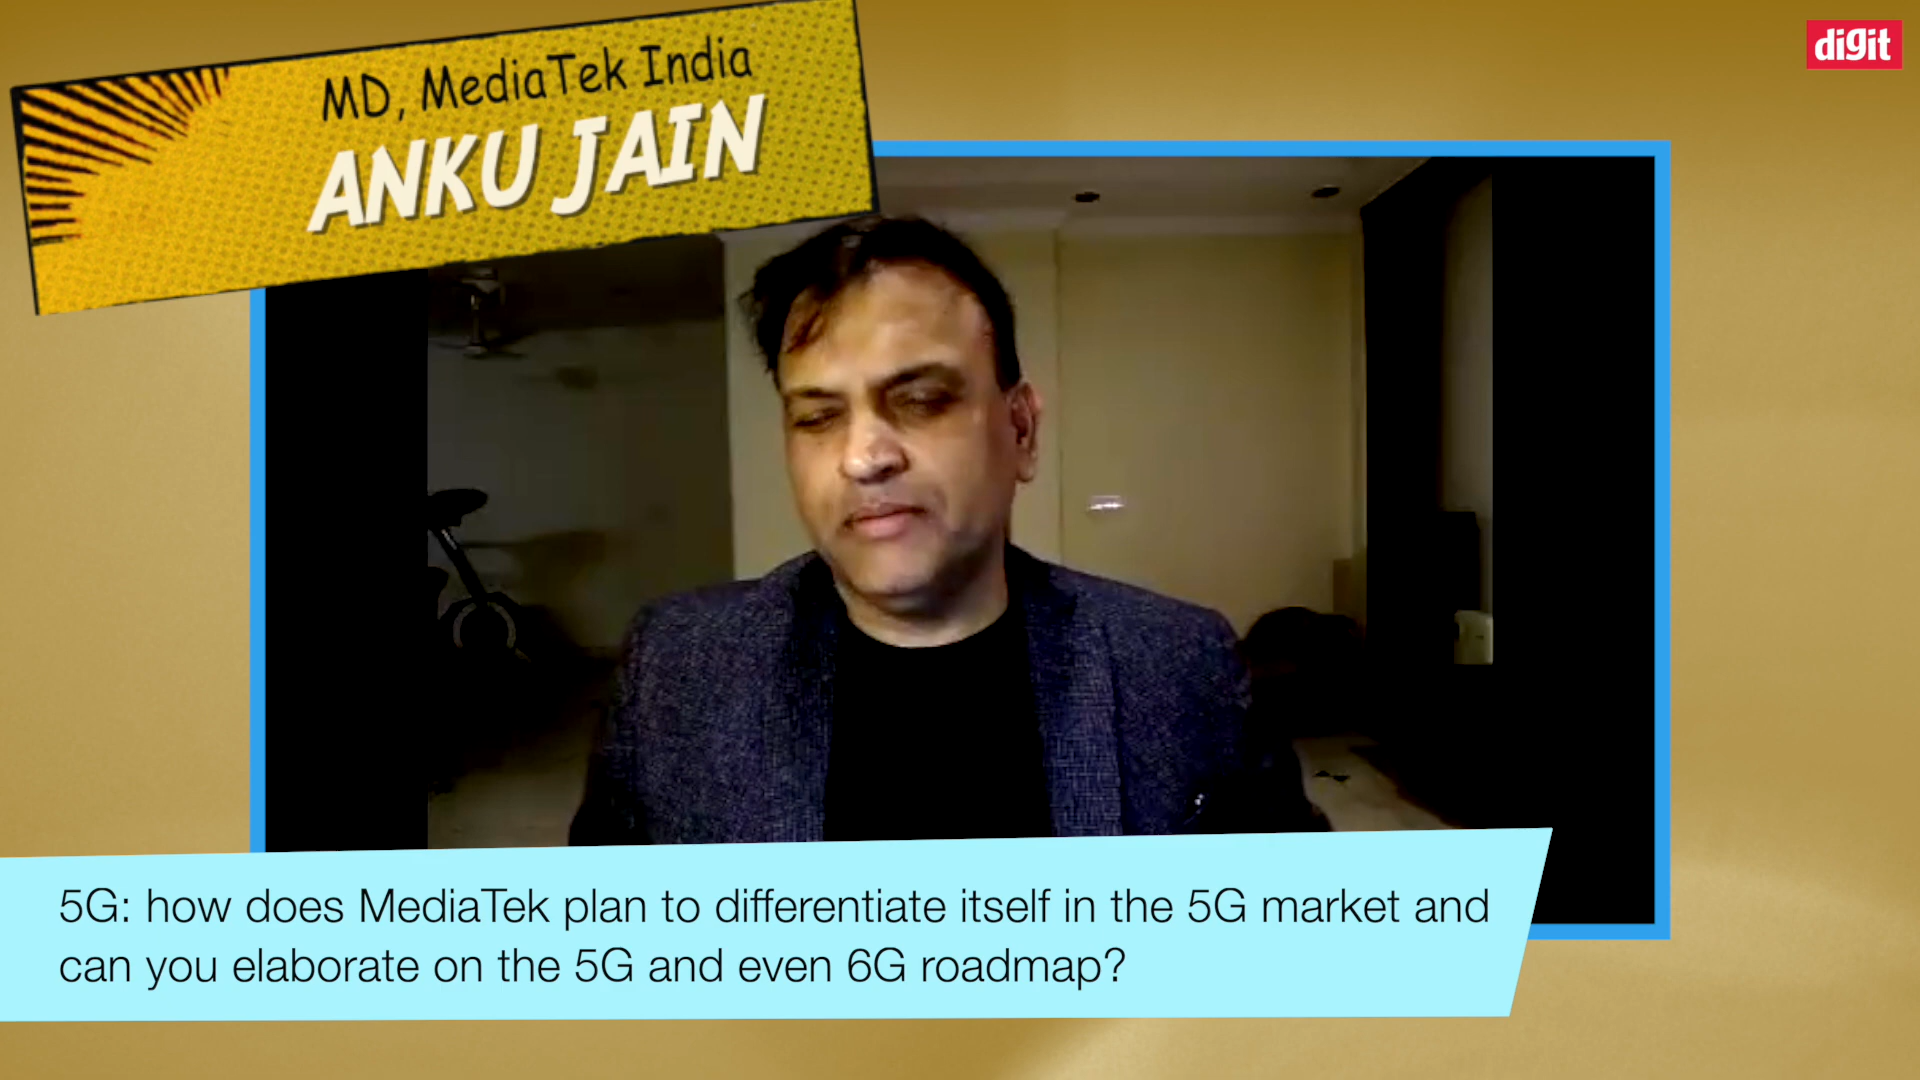 MD, MediaTek India
ANKU JAIN
digit
5G: how does MediaTek plan to differentiate itself in the 5G market and
can you elaborate on the 5G and even 6G roadmap?